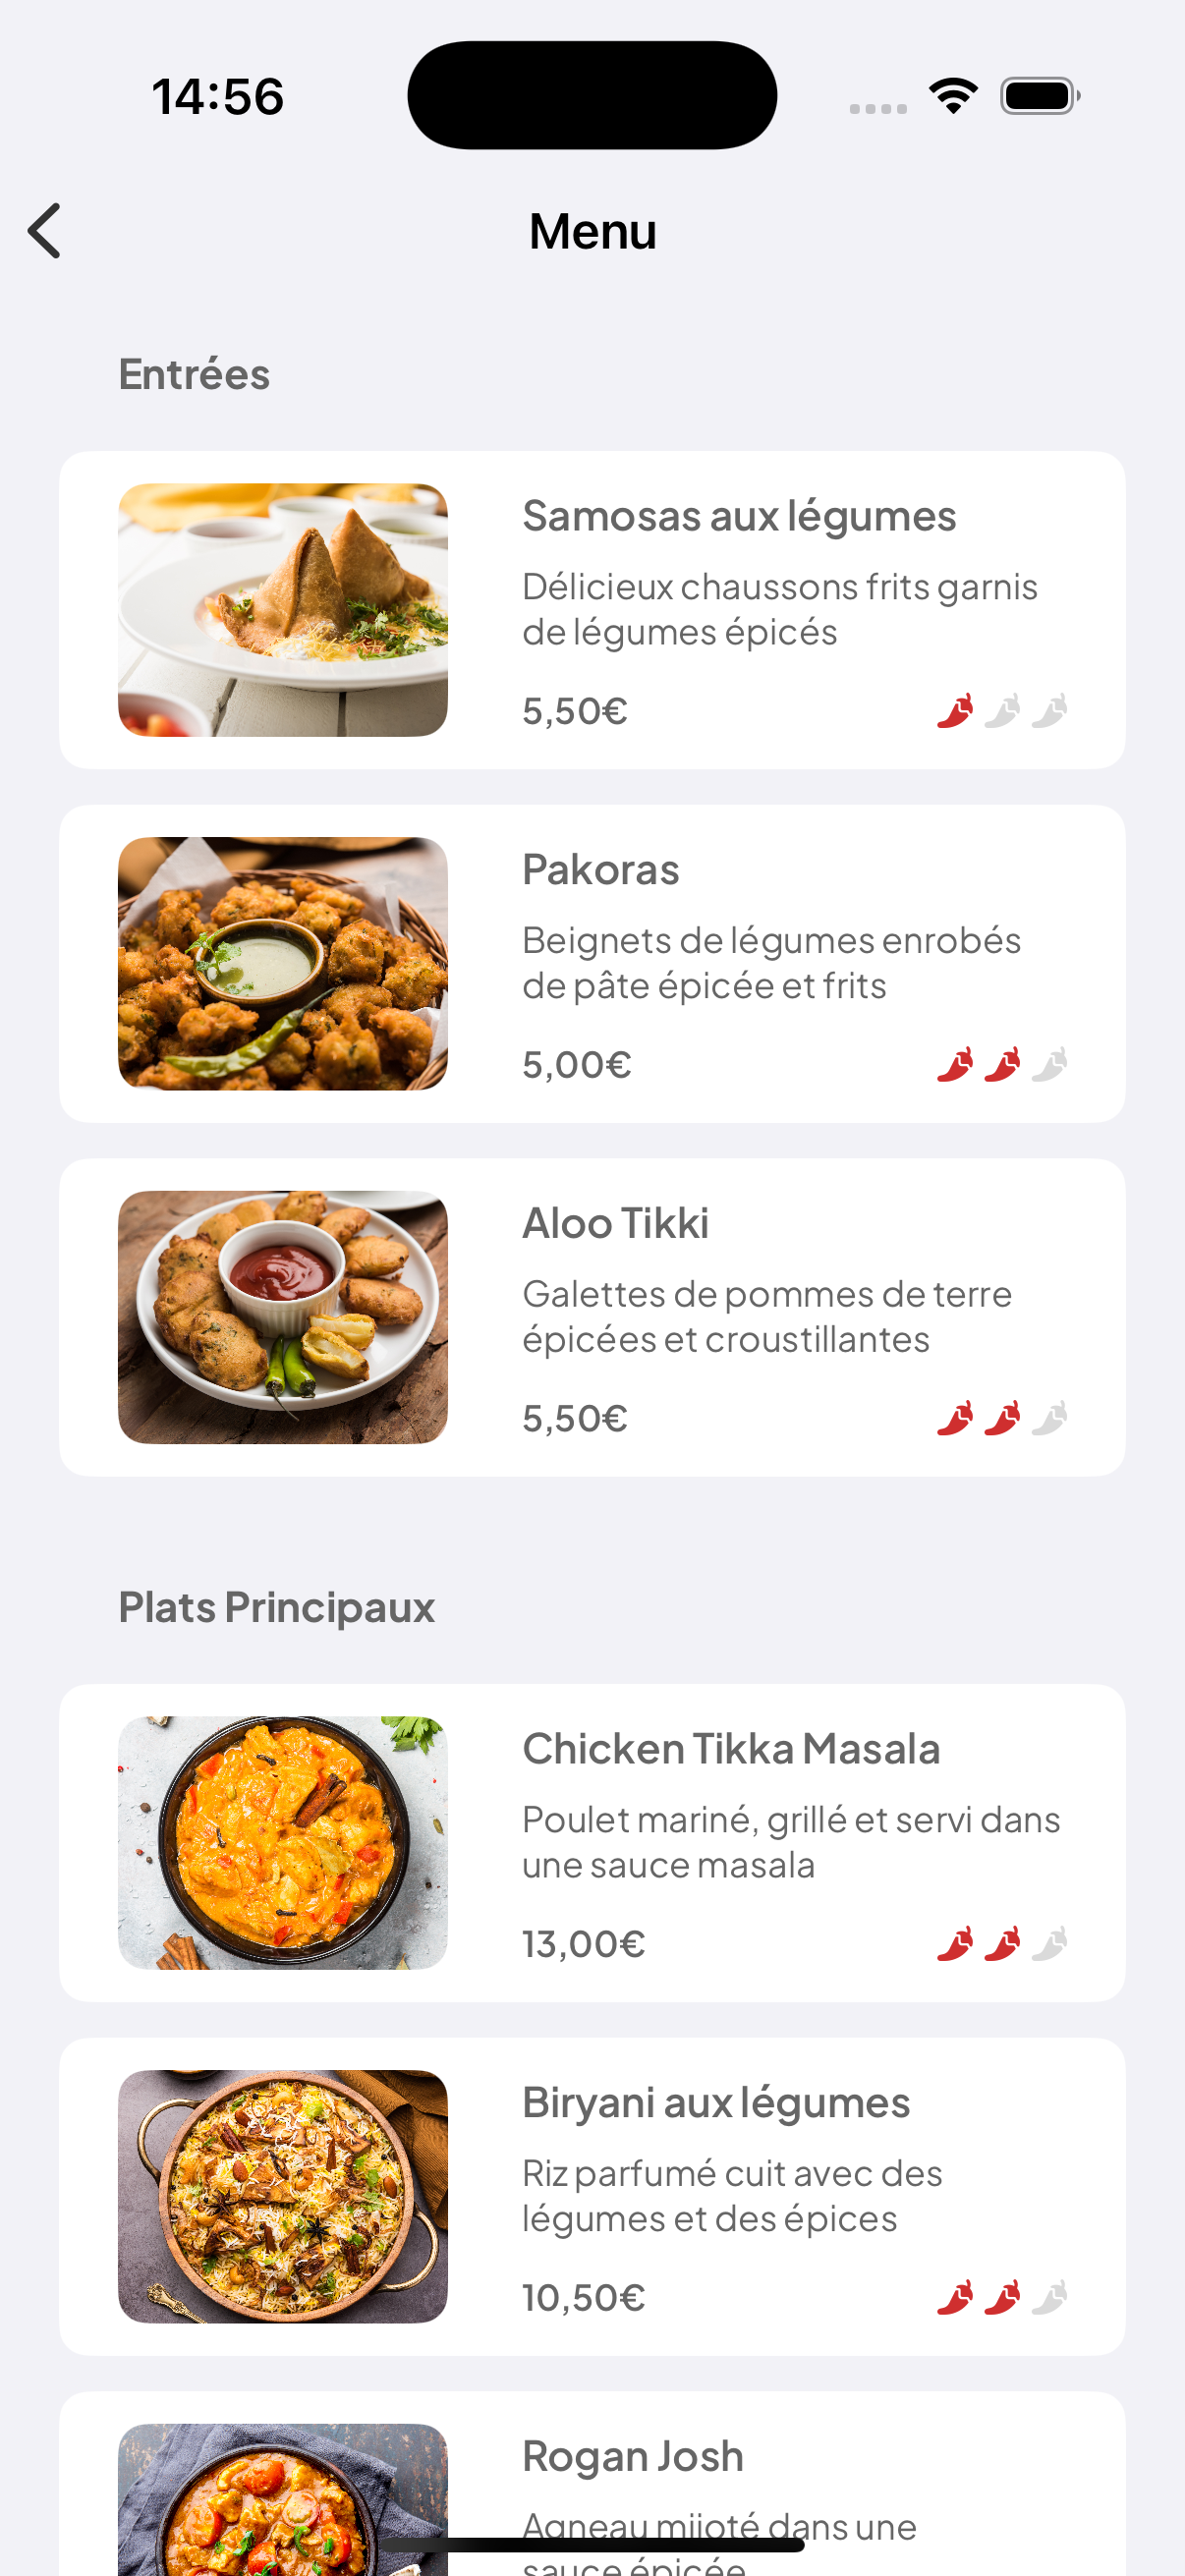 14:56
Menu
Entrées
Samosas aux légumes
Délicieux chaussons frits garnis
de légumes épicés
5,50€
Pakoras
Beignets de légumes enrobés
de pâte épicée et frits
5,00€
Aloo Tikki
Galettes de pommes de terre
épicées et croustillantes
5,50€
Plats Principaux
Chicken Tikka Masala
Poulet mariné, grillé et servi dans
une sauce masala
13,00€
Biryani aux légumes
Riz parfumé cuit avec des
légumes et des épices
10,50€
Rogan Josh
Agneau mijoté dans une
sauce épicée